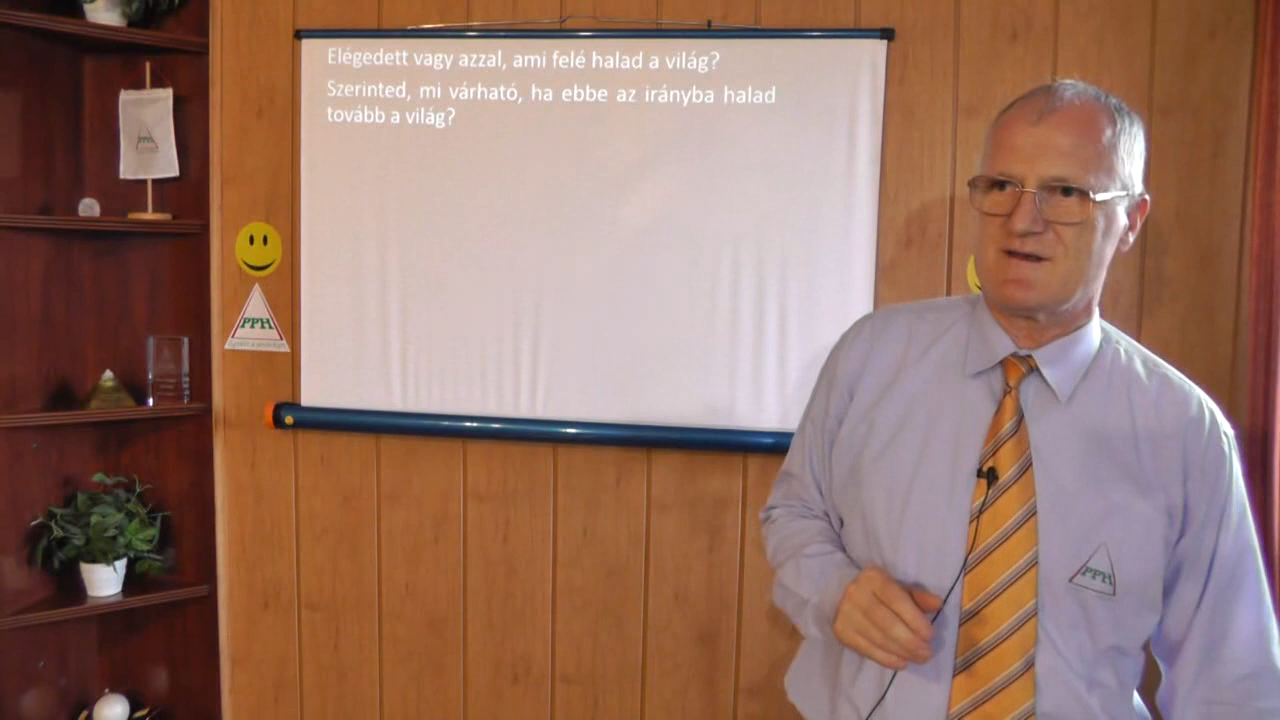 Elégedett vagy azzal, ami felé halad a világ?
Szerinted, mi várható, ha ebbe az irányba halad
tovább a világ?
PPH
PPH
PPH